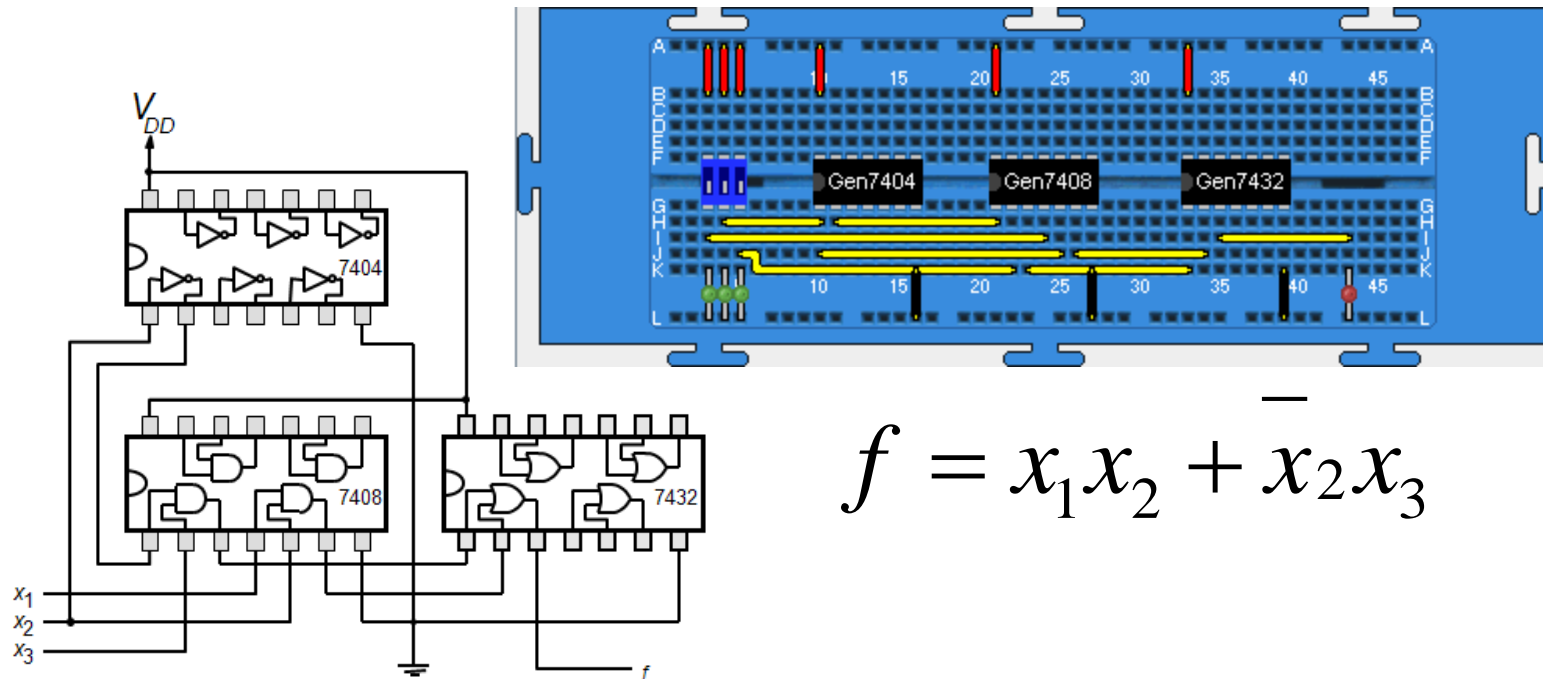 V_DD
7404
7408
7432
x1
x2
x3
f
A 10 15 20 25 30 35 40 45 A
B B
C C
D D
E E
F F
Gen7404 Gen7408 Gen7432
G G
H H
I I
J J
K K
10 15 20 25 30 35 40 45
L L
f = x₁x₂ + x̅₂x₃